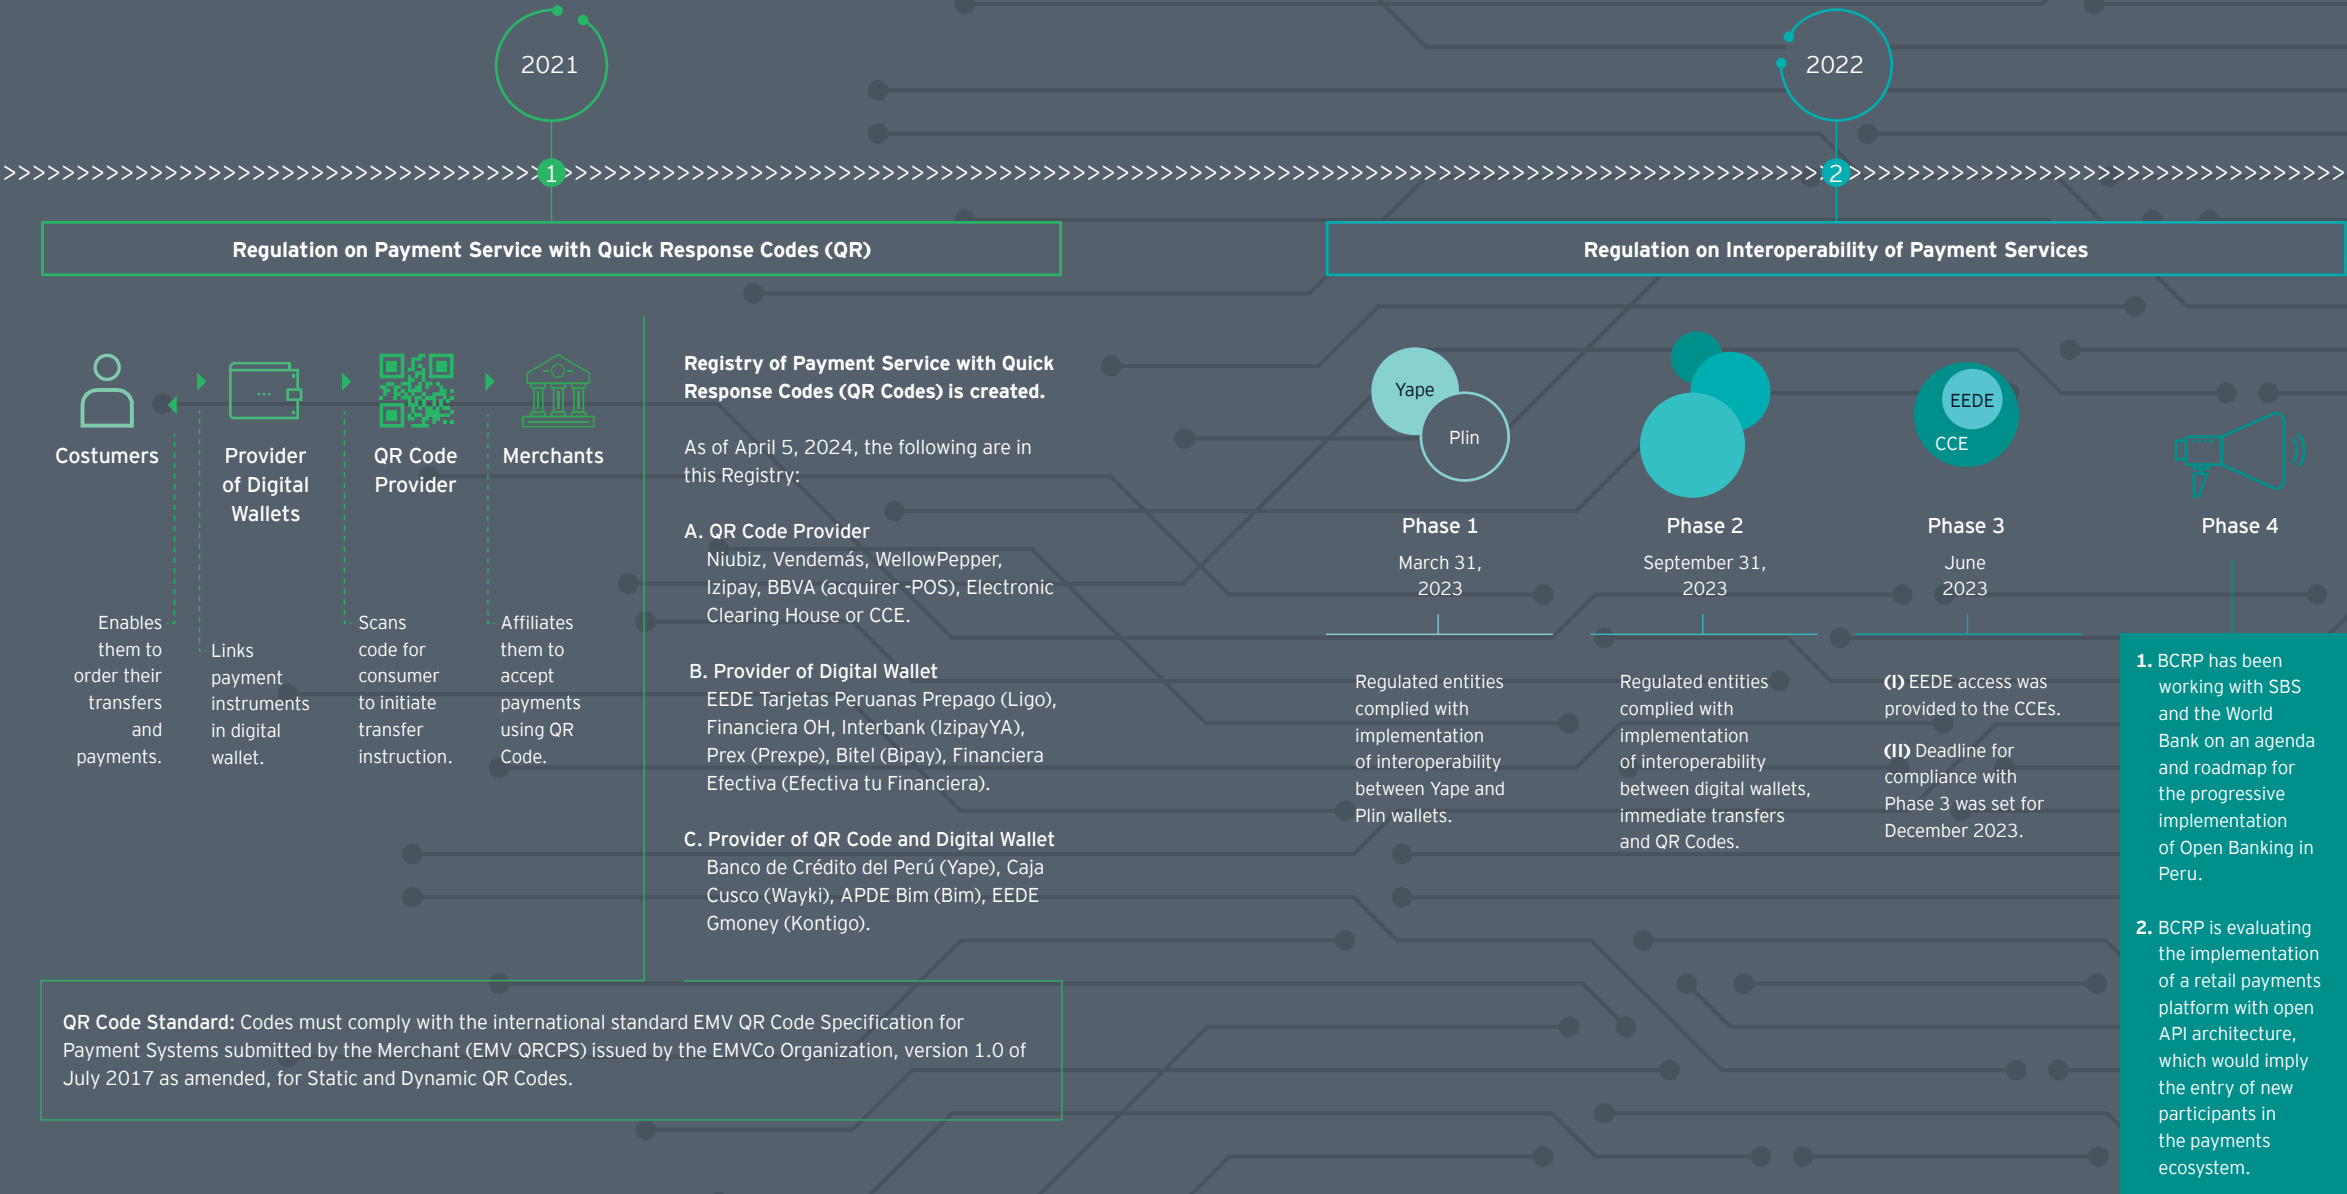 2021
2022
1
2
Regulation on Payment Service with Quick Response Codes (QR)
Costumers
Provider
of Digital
Wallets
QR Code
Provider
Merchants
Enables
them to
order their
transfers
and
payments.
Links
payment
instruments
in digital
wallet.
Scans
code for
consumer
to initiate
transfer
instruction.
Affiliates
them to
accept
payments
using QR
Code.
Registry of Payment Service with Quick
Response Codes (QR Codes) is created.
As of April 5, 2024, the following are in
this Registry:
A. QR Code Provider
Niubiz, Vendemás, WellowPepper,
Izipay, BBVA (acquirer -POS), Electronic
Clearing House or CCE.
B. Provider of Digital Wallet
EEDE Tarjetas Peruanas Prepago (Ligo),
Financiera OH, Interbank (IzipayYA),
Prex (Prexpe), Bitel (Bipay), Financiera
Efectiva (Efectiva tu Financiera).
C. Provider of QR Code and Digital Wallet
Banco de Crédito del Perú (Yape), Caja
Cusco (Wayki), APDE Bim (Bim), EEDE
Gmoney (Kontigo).
QR Code Standard: Codes must comply with the international standard EMV QR Code Specification for
Payment Systems submitted by the Merchant (EMV QRCPS) issued by the EMVCo Organization, version 1.0 of
July 2017 as amended, for Static and Dynamic QR Codes.
Regulation on Interoperability of Payment Services
Yape
Plin
Phase 1
March 31,
2023
Regulated entities
complied with
implementation
of interoperability
between Yape and
Plin wallets.
Phase 2
September 31,
2023
Regulated entities
complied with
implementation
of interoperability
between digital wallets,
immediate transfers
and QR Codes.
EEDE
CCE
Phase 3
June
2023
(I) EEDE access was
provided to the CCEs.
(II) Deadline for
compliance with
Phase 3 was set for
December 2023.
Phase 4
1. BCRP has been
working with SBS
and the World
Bank on an agenda
and roadmap for
the progressive
implementation
of Open Banking in
Peru.
2. BCRP is evaluating
the implementation
of a retail payments
platform with open
API architecture,
which would imply
the entry of new
participants in
the payments
ecosystem.